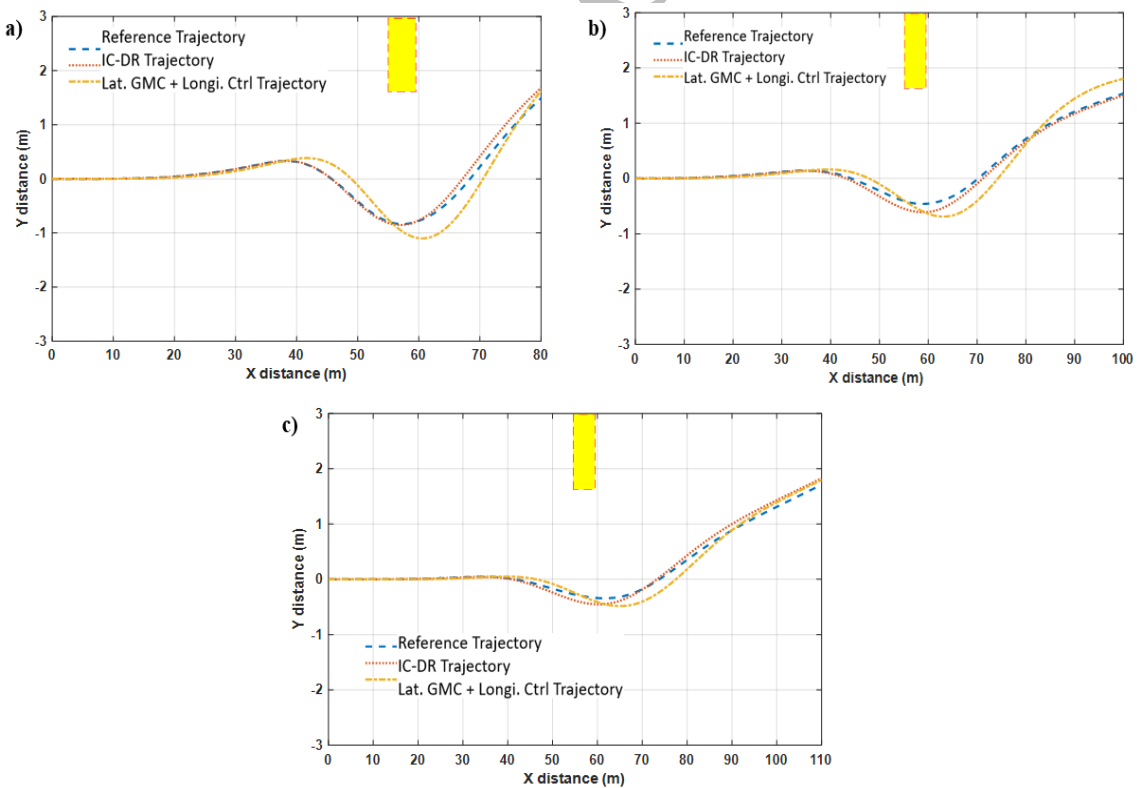 a)
Reference Trajectory
IC-DR Trajectory
Lat. GMC + Longi. Ctrl Trajectory
3
2
1
0
-1
-2
-3
Y distance (m)
0 10 20 30 40 50 60 70 80
X distance (m)
b)
Reference Trajectory
IC-DR Trajectory
Lat. GMC + Longi. Ctrl Trajectory
3
2
1
0
-1
-2
-3
Y distance (m)
0 10 20 30 40 50 60 70 80 90 100
X distance (m)
c)
3
2
1
0
-1
-2
-3
Y distance (m)
Reference Trajectory
IC-DR Trajectory
Lat. GMC + Longi. Ctrl Trajectory
0 10 20 30 40 50 60 70 80 90 100 110
X distance (m)